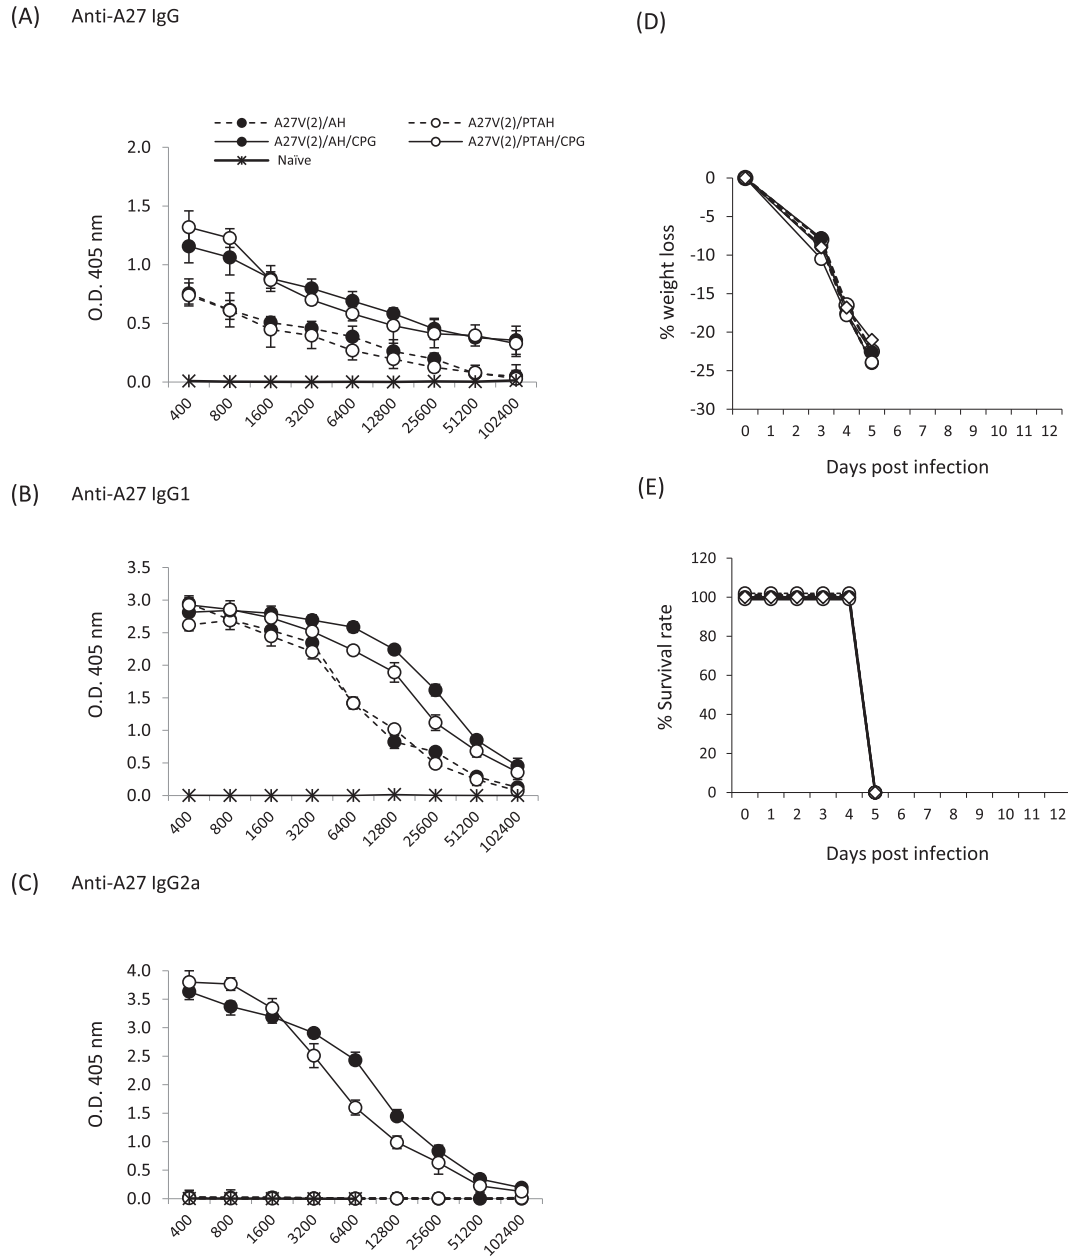 (A) Anti-A27 IgG
A27V(2)/AH
A27V(2)/PTAH
A27V(2)/AH/CPG
A27V(2)/PTAH/CPG
Naïve
O.D. 405 nm
2.0
1.5
1.0
0.5
0.0
400 800 1600 3200 6400 12800 25600 51200 102400
(B) Anti-A27 IgG1
O.D. 405 nm
3.5
3.0
2.5
2.0
1.5
1.0
0.5
0.0
400 800 1600 3200 6400 12800 25600 51200 102400
(C) Anti-A27 IgG2a
O.D. 405 nm
4.0
3.5
3.0
2.5
2.0
1.5
1.0
0.5
0.0
400 800 1600 3200 6400 12800 25600 51200 102400
(D)
% weight loss
0
-5
-10
-15
-20
-25
-30
0 1 2 3 4 5 6 7 8 9 10 11 12
Days post infection
(E)
% Survival rate
120
100
80
60
40
20
0
0 1 2 3 4 5 6 7 8 9 10 11 12
Days post infection